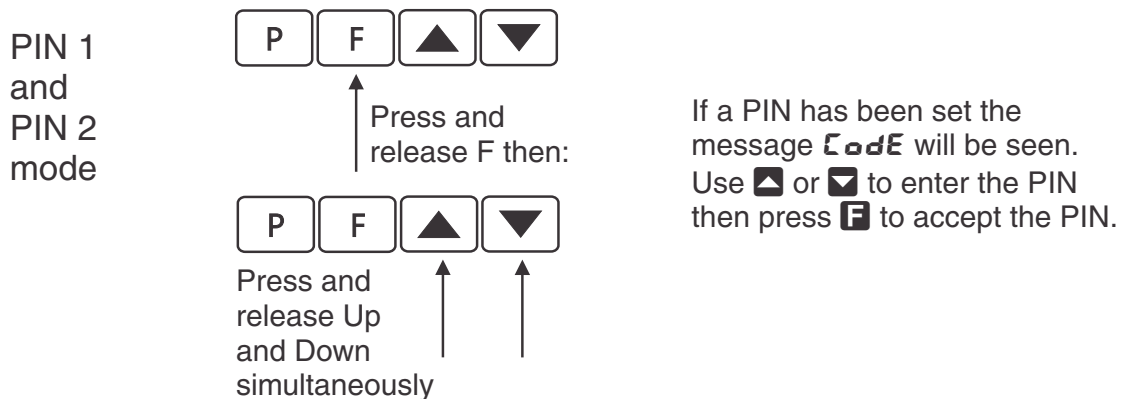 PIN 1
and
PIN 2
mode
P F ▲ ▼
Press and
release F then:
P F ▲ ▼
Press and
release Up
and Down
simultaneously
If a PIN has been set the
message CodE will be seen.
Use ▲ or ▼ to enter the PIN
then press F to accept the PIN.